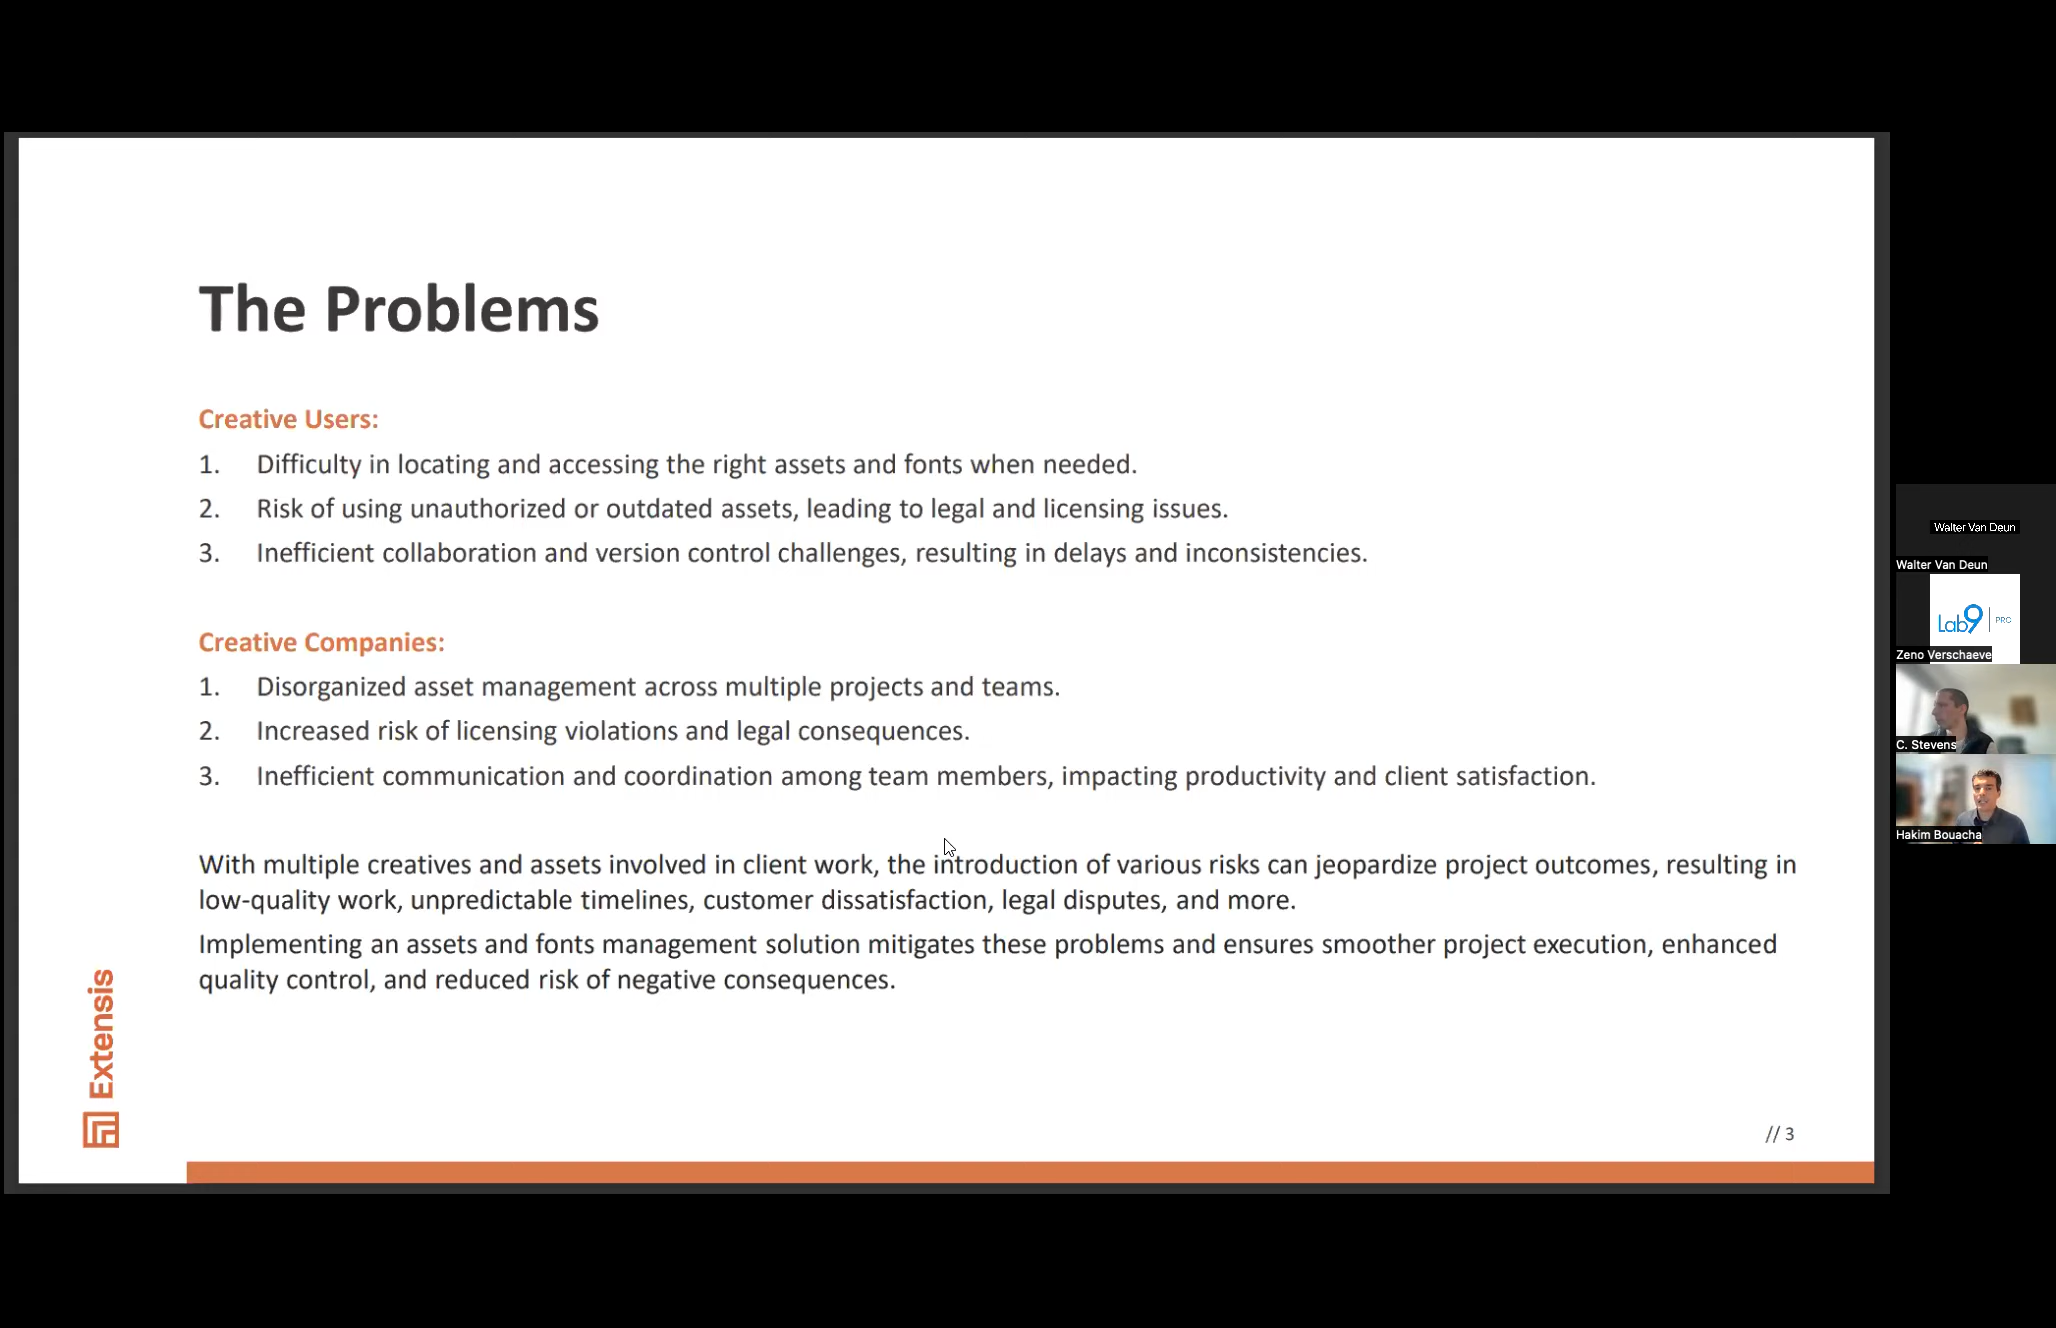 The Problems
Creative Users:
1. Difficulty in locating and accessing the right assets and fonts when needed.
2. Risk of using unauthorized or outdated assets, leading to legal and licensing issues.
3. Inefficient collaboration and version control challenges, resulting in delays and inconsistencies.
Creative Companies:
1. Disorganized asset management across multiple projects and teams.
2. Increased risk of licensing violations and legal consequences.
3. Inefficient communication and coordination among team members, impacting productivity and client satisfaction.
With multiple creatives and assets involved in client work, the introduction of various risks can jeopardize project outcomes, resulting in
low-quality work, unpredictable timelines, customer dissatisfaction, legal disputes, and more.
Implementing an assets and fonts management solution mitigates these problems and ensures smoother project execution, enhanced
quality control, and reduced risk of negative consequences.
Extensis
// 3
Walter Van Deun
Walter Van Deun
Lab9 | PRO
Zeno Verschaeve
C. Stevens
Hakim Bouacha